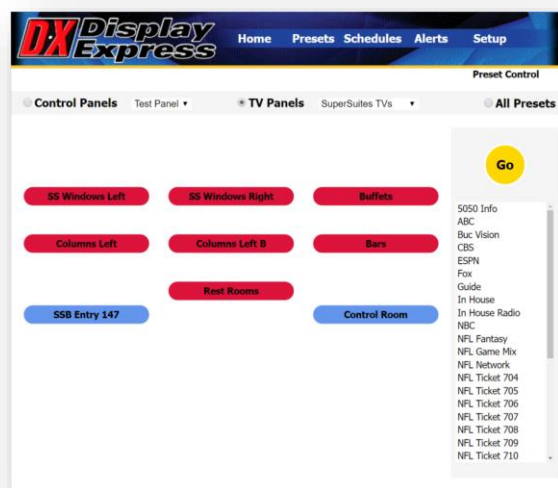 DX Display Express
Home Presets Schedules Alerts Setup
Preset Control
Control Panels Test Panel TV Panels SuperSuites TVs All Presets
Go
SS Windows Left SS Windows Right Buffets
Columns Left Columns Left B Bars
Rest Rooms
SSB Entry 147 Control Room
5050 Info
ABC
Buc Vision
CBS
ESPN
Fox
Guide
In House
In House Radio
NBC
NFL Fantasy
NFL Game Mix
NFL Network
NFL Ticket 704
NFL Ticket 705
NFL Ticket 706
NFL Ticket 707
NFL Ticket 708
NFL Ticket 709
NFL Ticket 710